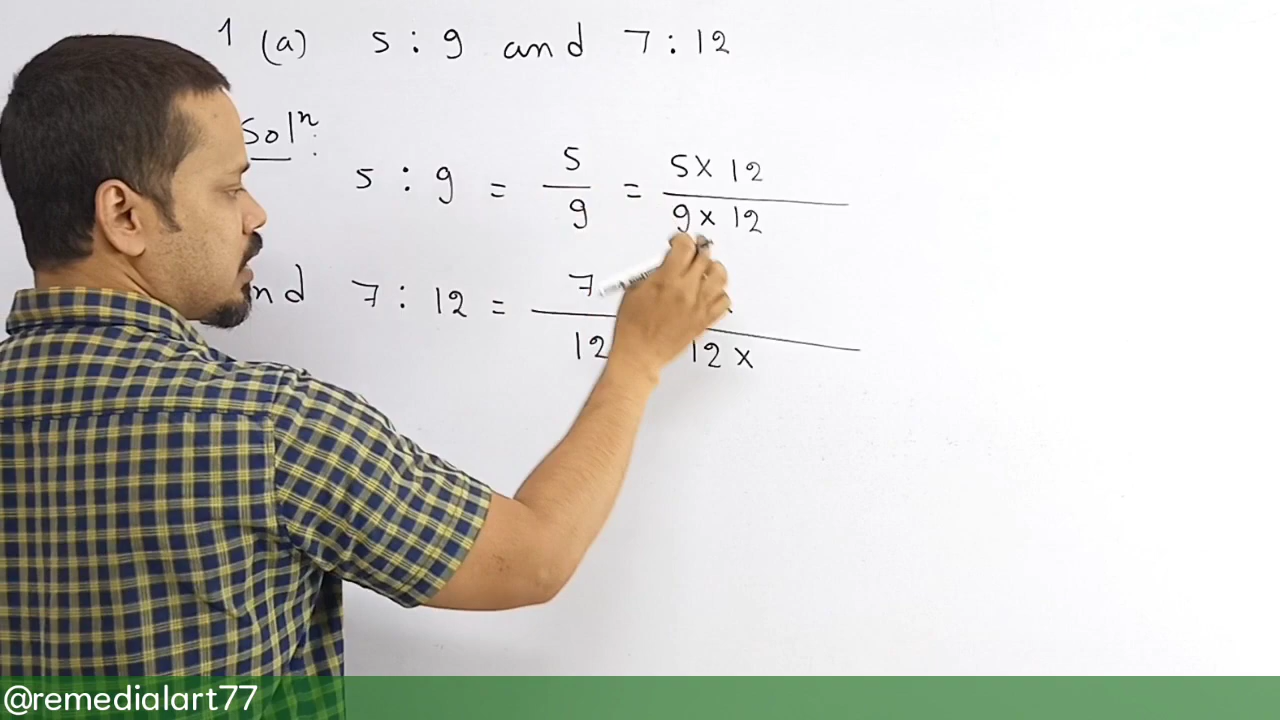 1 (a) 5 : 9 and 7 : 12
Solⁿ:
5 : 9 = 5/9 = 5 x 12 / 9 x 12
7 : 12 = 7/12 12 x
@remedialart77